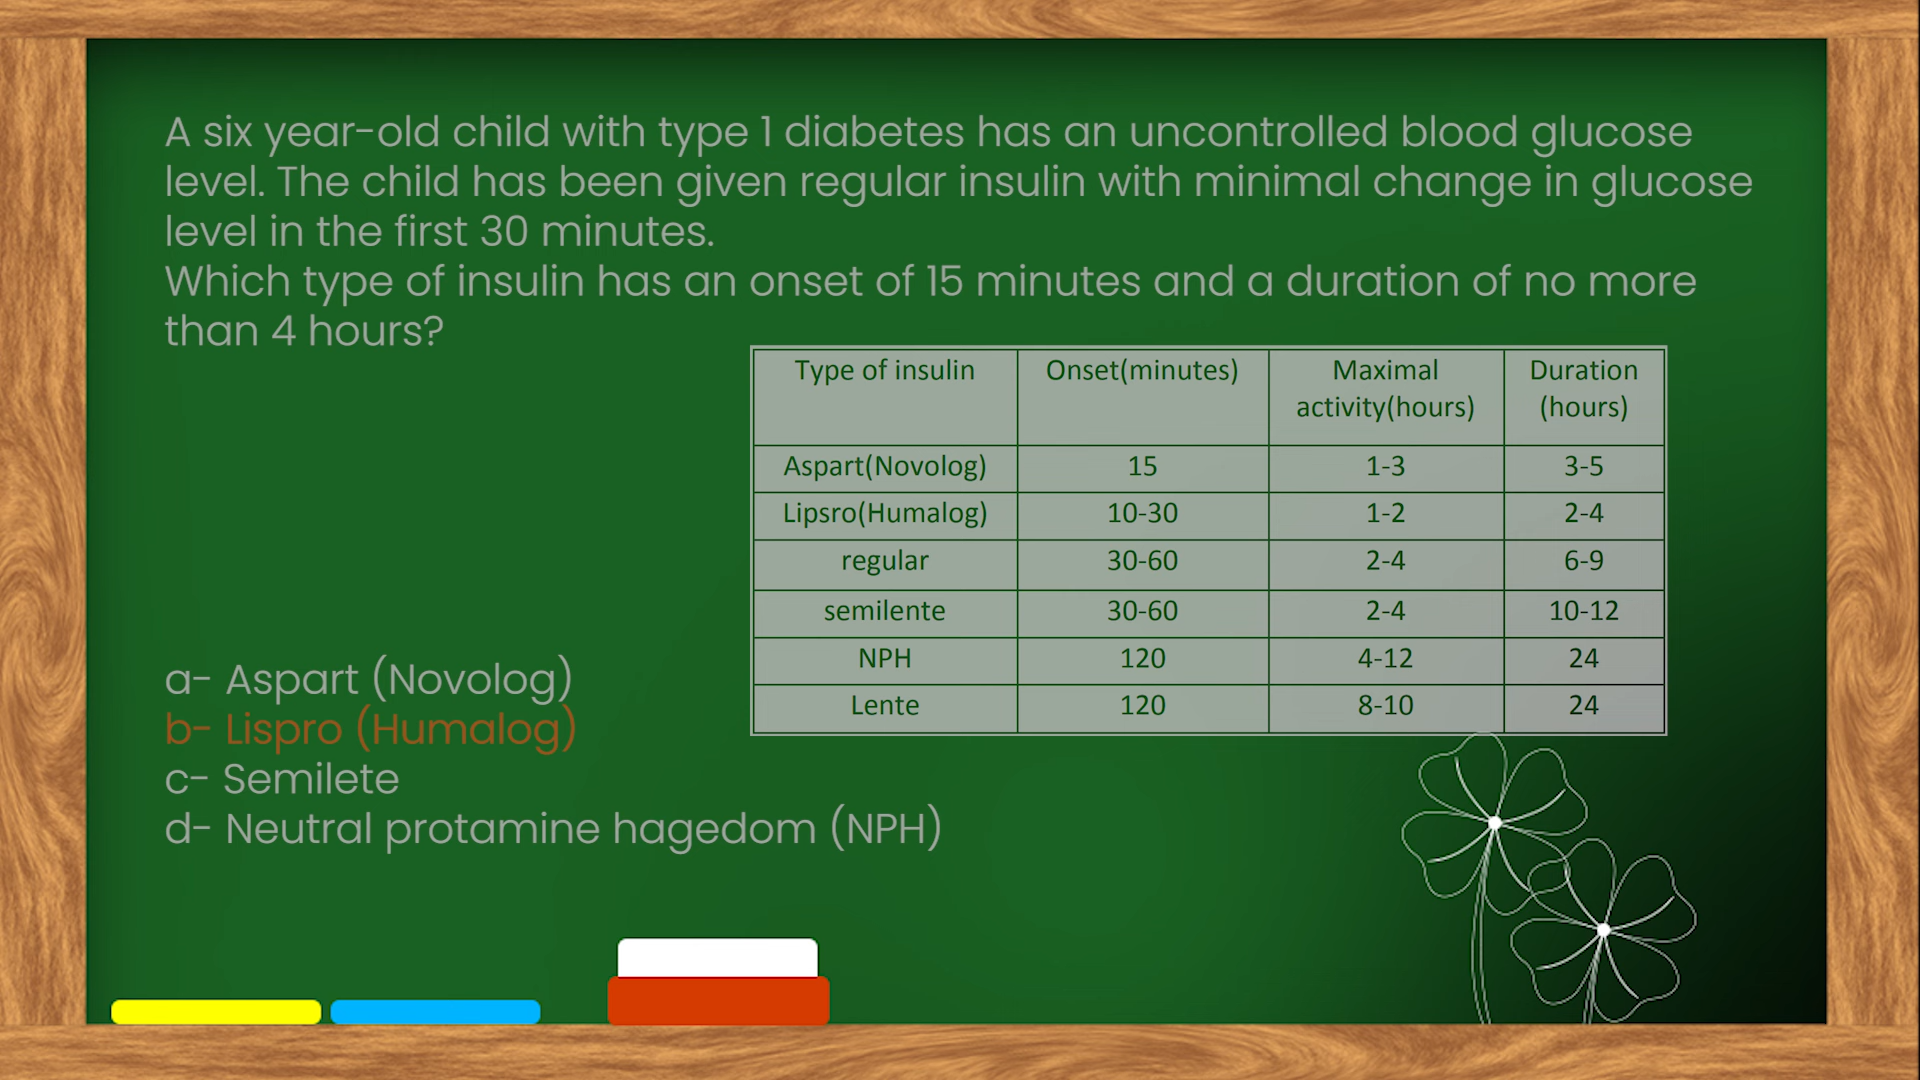 A six year-old child with type 1 diabetes has an uncontrolled blood glucose
level. The child has been given regular insulin with minimal change in glucose
level in the first 30 minutes.
Which type of insulin has an onset of 15 minutes and a duration of no more
than 4 hours?
Type of insulin Onset(minutes) Maximal activity(hours) Duration (hours)
Aspart(Novolog) 15 1-3 3-5
Lipsro(Humalog) 10-30 1-2 2-4
regular 30-60 2-4 6-9
semilente 30-60 2-4 10-12
NPH 120 4-12 24
Lente 120 8-10 24
a- Aspart (Novolog)
b- Lispro (Humalog)
c- Semilete
d- Neutral protamine hagedom (NPH)